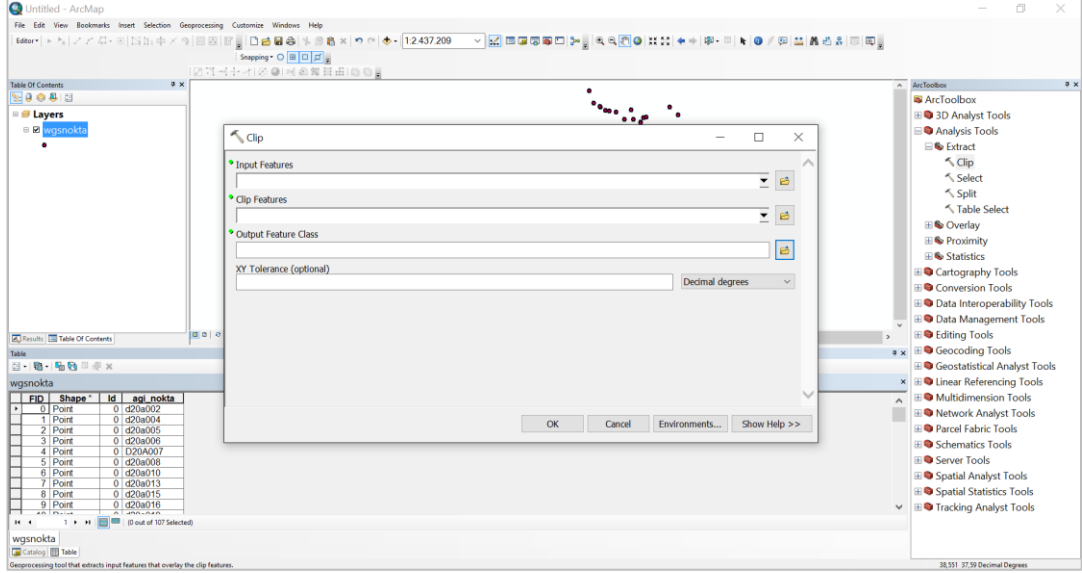 Untitled - ArcMap
File Edit View Bookmarks Insert Selection Geoprocessing Customize Windows Help
Editor 1:2.437.209
Snapping
Table Of Contents
Layers
wgsnokta
Results Table Of Contents
Clip
Input Features
Clip Features
Output Feature Class
XY Tolerance (optional)
Decimal degrees
OK Cancel Environments... Show Help >>
ArcToolbox
ArcToolbox
3D Analyst Tools
Analysis Tools
Extract
Clip
Select
Split
Table Select
Overlay
Proximity
Statistics
Cartography Tools
Conversion Tools
Data Interoperability Tools
Data Management Tools
Editing Tools
Geocoding Tools
Geostatistical Analyst Tools
Linear Referencing Tools
Multidimension Tools
Network Analyst Tools
Parcel Fabric Tools
Schematics Tools
Server Tools
Spatial Analyst Tools
Spatial Statistics Tools
Tracking Analyst Tools
Table
wgsnokta
FID Shape * Id agi_nokta
0 Point 0 d20a002
1 Point 0 d20a004
2 Point 0 d20a005
3 Point 0 d20a006
4 Point 0 D20A007
5 Point 0 d20a008
6 Point 0 d20a010
7 Point 0 d20a013
8 Point 0 d20a015
9 Point 0 d20a016
1 (0 out of 107 Selected)
wgsnokta
Catalog Table
Geoprocessing tool that extracts input features that overlay the clip features.
38,551 37,59 Decimal Degrees